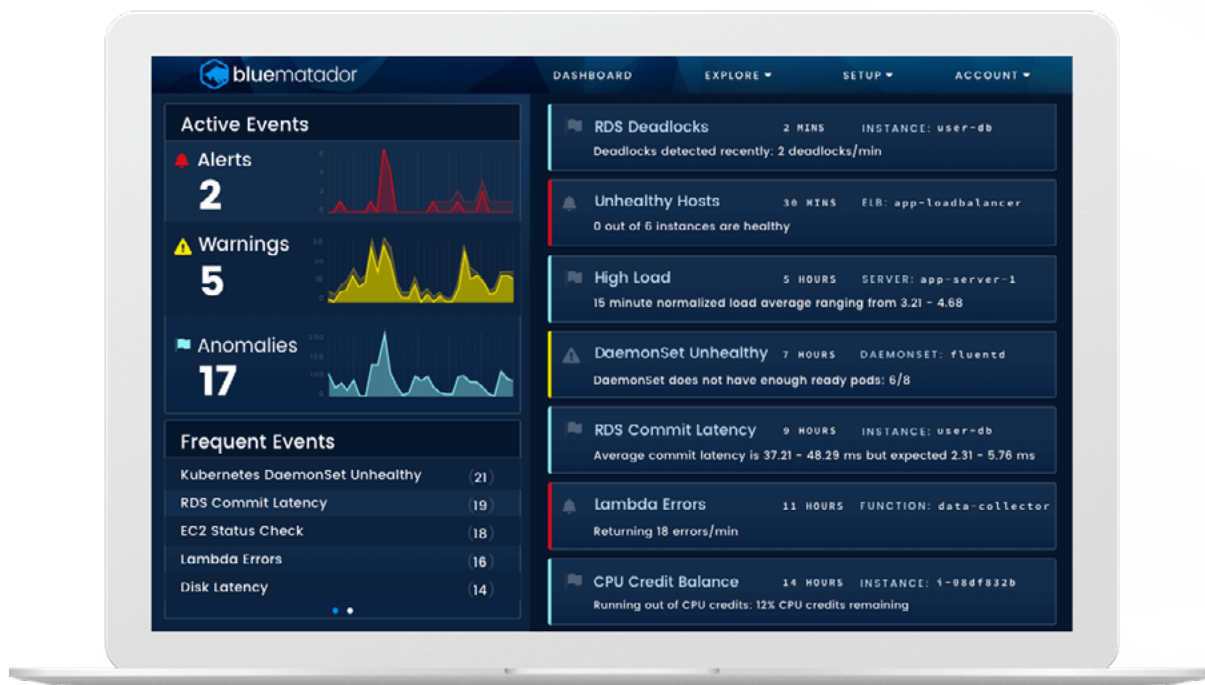 bluematador
DASHBOARD EXPLORE SETUP ACCOUNT
Active Events
Alerts
2
Warnings
5
Anomalies
17
Frequent Events
Kubernetes DaemonSet Unhealthy (21)
RDS Commit Latency (19)
EC2 Status Check (18)
Lambda Errors (16)
Disk Latency (14)
RDS Deadlocks 2 MINS INSTANCE: user-db
Deadlocks detected recently: 2 deadlocks/min
Unhealthy Hosts 30 MINS ELB: app-loadbalancer
0 out of 6 instances are healthy
High Load 5 HOURS SERVER: app-server-1
15 minute normalized load average ranging from 3.21 - 4.68
DaemonSet Unhealthy 7 HOURS DAEMONSET: fluentd
DaemonSet does not have enough ready pods: 6/8
RDS Commit Latency 9 HOURS INSTANCE: user-db
Average commit latency is 37.21 - 48.29 ms but expected 2.31 - 5.76 ms
Lambda Errors 11 HOURS FUNCTION: data-collector
Returning 18 errors/min
CPU Credit Balance 14 HOURS INSTANCE: i-08df832b
Running out of CPU credits: 12% CPU credits remaining